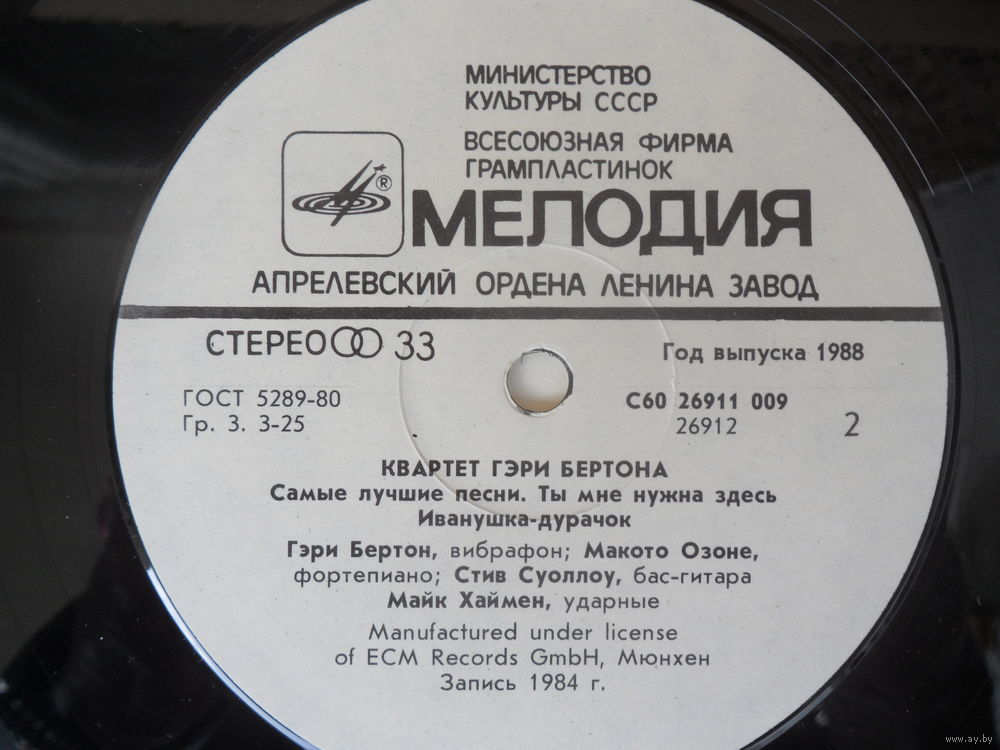 МИНИСТЕРСТВО
КУЛЬТУРЫ СССР
ВСЕСОЮЗНАЯ ФИРМА
ГРАМПЛАСТИНОК
®
МЕЛОДИЯ
АПРЕЛЕВСКИЙ ОРДЕНА ЛЕНИНА ЗАВОД
СТЕРЕО 33
Год выпуска 1988
ГОСТ 5289-80
Гр. 3. 3-25
С60 26911 009
26912
2
КВАРТЕТ ГЭРИ БЕРТОНА
Самые лучшие песни. Ты мне нужна здесь
Иванушка-дурачок
Гэри Бертон, вибрафон; Макото Озоне,
фортепиано; Стив Суоллоу, бас-гитара
Майк Хаймен, ударные
Manufactured under license
of ECM Records GmbH, Мюнхен
Запись 1984 г.
www.ay.by